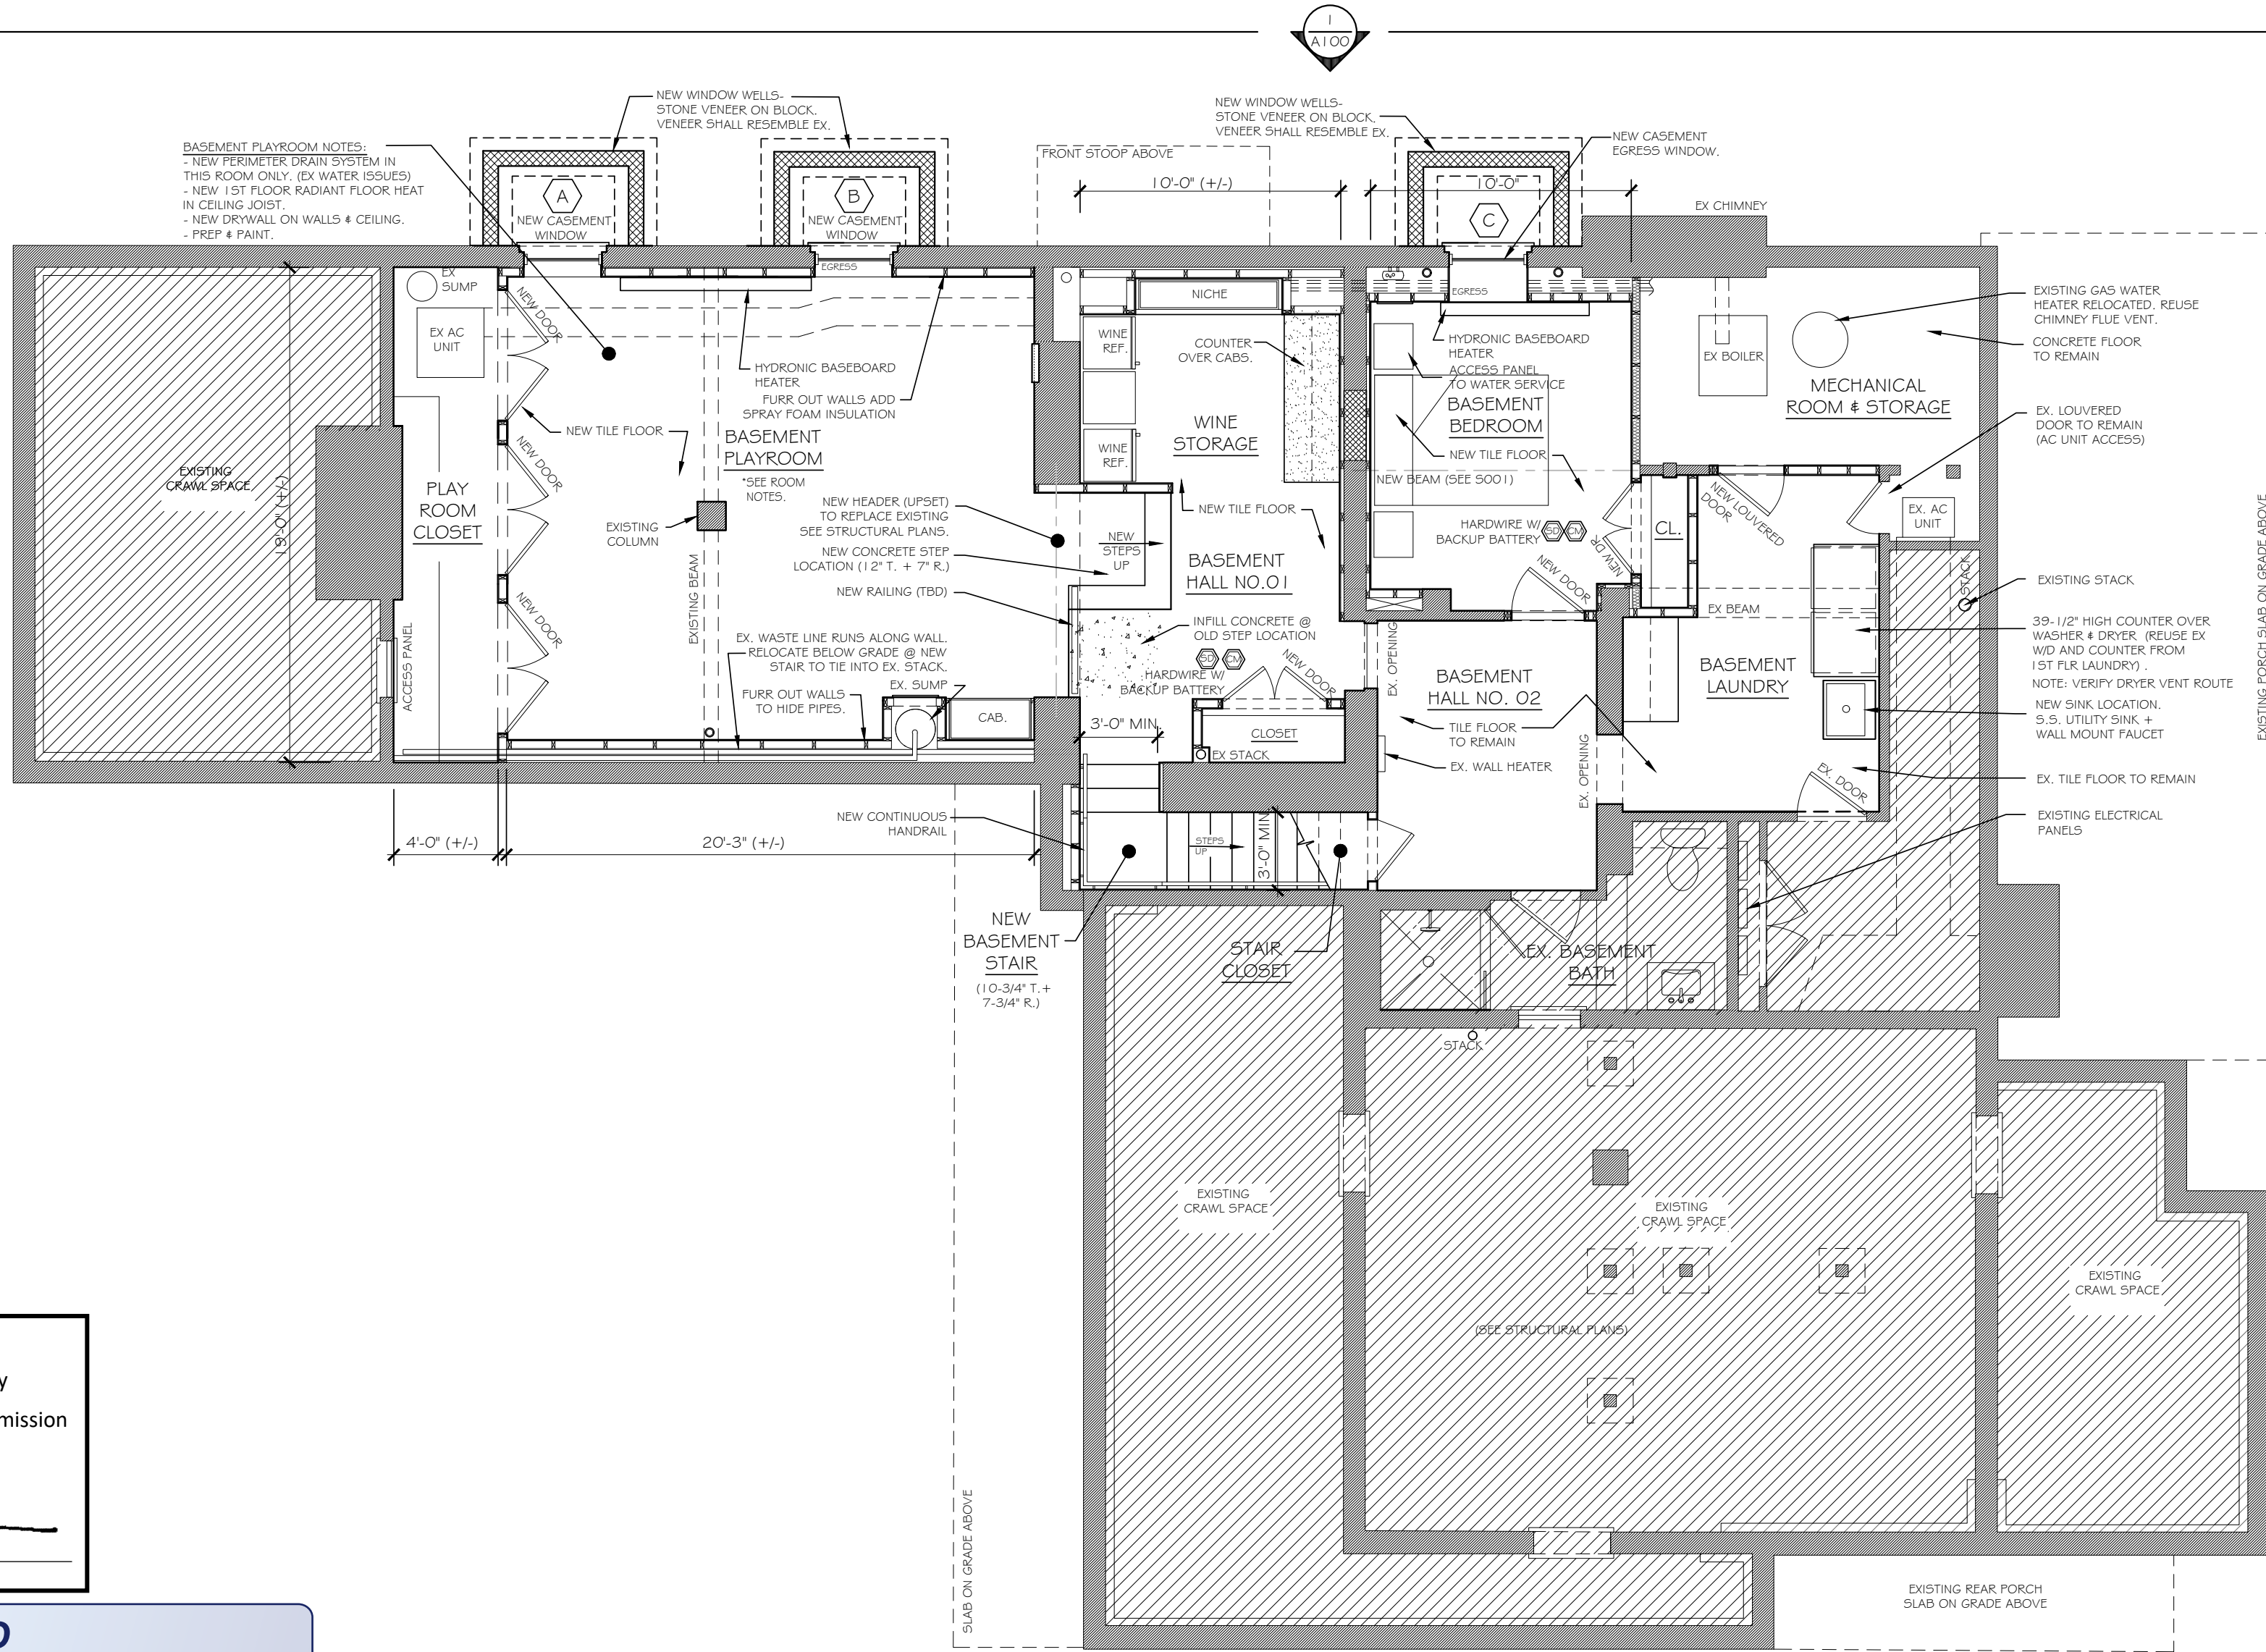 1
A100
NEW WINDOW WELLS-
STONE VENEER ON BLOCK.
VENEER SHALL RESEMBLE EX.
NEW WINDOW WELLS-
STONE VENEER ON BLOCK.
VENEER SHALL RESEMBLE EX.
NEW CASEMENT
EGRESS WINDOW.
BASEMENT PLAYROOM NOTES:
- NEW PERIMETER DRAIN SYSTEM IN
THIS ROOM ONLY. (EX WATER ISSUES)
- NEW 1ST FLOOR RADIANT FLOOR HEAT
IN CEILING JOIST.
- NEW DRYWALL ON WALLS & CEILING.
- PREP & PAINT.
FRONT STOOP ABOVE
10'-0" (+/-)
10'-0"
A
NEW CASEMENT
WINDOW
B
NEW CASEMENT
WINDOW
EGRESS
C
EGRESS
EX CHIMNEY
EX
SUMP
EX AC
UNIT
NEW DOOR
NEW DOOR
NEW DOOR
NICHE
WINE
REF.
WINE
REF.
COUNTER
OVER CABS.
HYDRONIC BASEBOARD
HEATER
FURR OUT WALLS ADD
SPRAY FOAM INSULATION
HYDRONIC BASEBOARD
HEATER
ACCESS PANEL
TO WATER SERVICE
BASEMENT
BEDROOM
NEW TILE FLOOR
NEW BEAM (SEE S001)
HARDWIRE W/
BACKUP BATTERY
SD
CM
EX BOILER
MECHANICAL
ROOM & STORAGE
EXISTING GAS WATER
HEATER RELOCATED. REUSE
CHIMNEY FLUE VENT.
CONCRETE FLOOR
TO REMAIN
EX. LOUVERED
DOOR TO REMAIN
(AC UNIT ACCESS)
EXISTING
CRAWL SPACE
19'-0" (+/-)
PLAY
ROOM
CLOSET
NEW TILE FLOOR
BASEMENT
PLAYROOM
*SEE ROOM
NOTES.
EXISTING
COLUMN
EXISTING BEAM
WINE
STORAGE
NEW TILE FLOOR
NEW HEADER (UPSET)
TO REPLACE EXISTING
SEE STRUCTURAL PLANS.
NEW CONCRETE STEP
LOCATION (12" T. + 7" R.)
NEW RAILING (TBD)
NEW
STEPS
UP
BASEMENT
HALL NO.01
INFILL CONCRETE @
OLD STEP LOCATION
SD
CM
HARDWIRE W/
BACKUP BATTERY
NEW DOOR
EX. WASTE LINE RUNS ALONG WALL.
RELOCATE BELOW GRADE @ NEW
STAIR TO TIE INTO EX. STACK.
EX. SUMP
FURR OUT WALLS
TO HIDE PIPES.
ACCESS PANEL
CAB.
3'-0" MIN.
CLOSET
EX STACK
NEW DOOR
NEW DR
CL.
NEW LOUVERED
DOOR
EX. AC
UNIT
STACK
EXISTING STACK
EX BEAM
39-1/2" HIGH COUNTER OVER
WASHER & DRYER (REUSE EX
W/D AND COUNTER FROM
1ST FLR LAUNDRY) .
NOTE: VERIFY DRYER VENT ROUTE
NEW SINK LOCATION.
S.S. UTILITY SINK +
WALL MOUNT FAUCET
EX. TILE FLOOR TO REMAIN
EXISTING ELECTRICAL
PANELS
EXISTING PORCH SLAB ON GRADE ABOVE
EX. OPENING
BASEMENT
HALL NO. 02
TILE FLOOR
TO REMAIN
EX. WALL HEATER
EX. OPENING
BASEMENT
LAUNDRY
EX. DOOR
4'-0" (+/-)
20'-3" (+/-)
NEW CONTINUOUS
HANDRAIL
STEPS
UP
3'-0" MIN.
NEW
BASEMENT
STAIR
(10-3/4" T.+
7-3/4" R.)
STAIR
CLOSET
EX. BASEMENT
BATH
STACK
EXISTING
CRAWL SPACE
EXISTING
CRAWL SPACE
EXISTING
CRAWL SPACE
(SEE STRUCTURAL PLANS)
SLAB ON GRADE ABOVE
EXISTING REAR PORCH
SLAB ON GRADE ABOVE